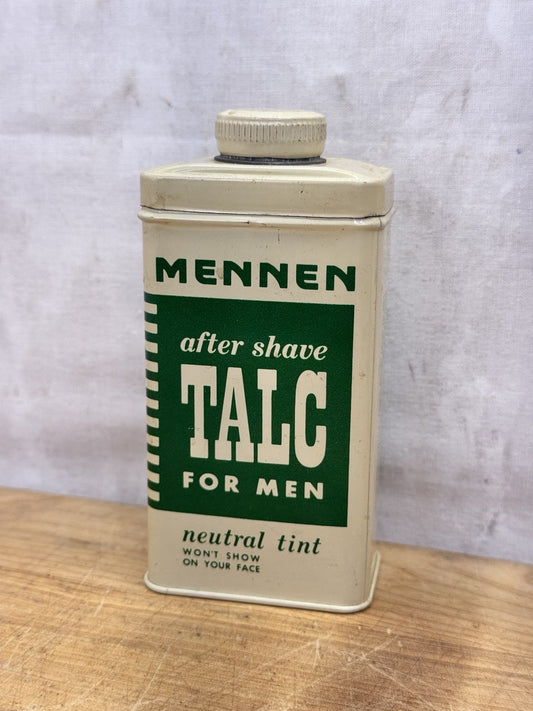 MENNEN
after shave
TALC
FOR MEN
neutral tint
WON'T SHOW
ON YOUR FACE